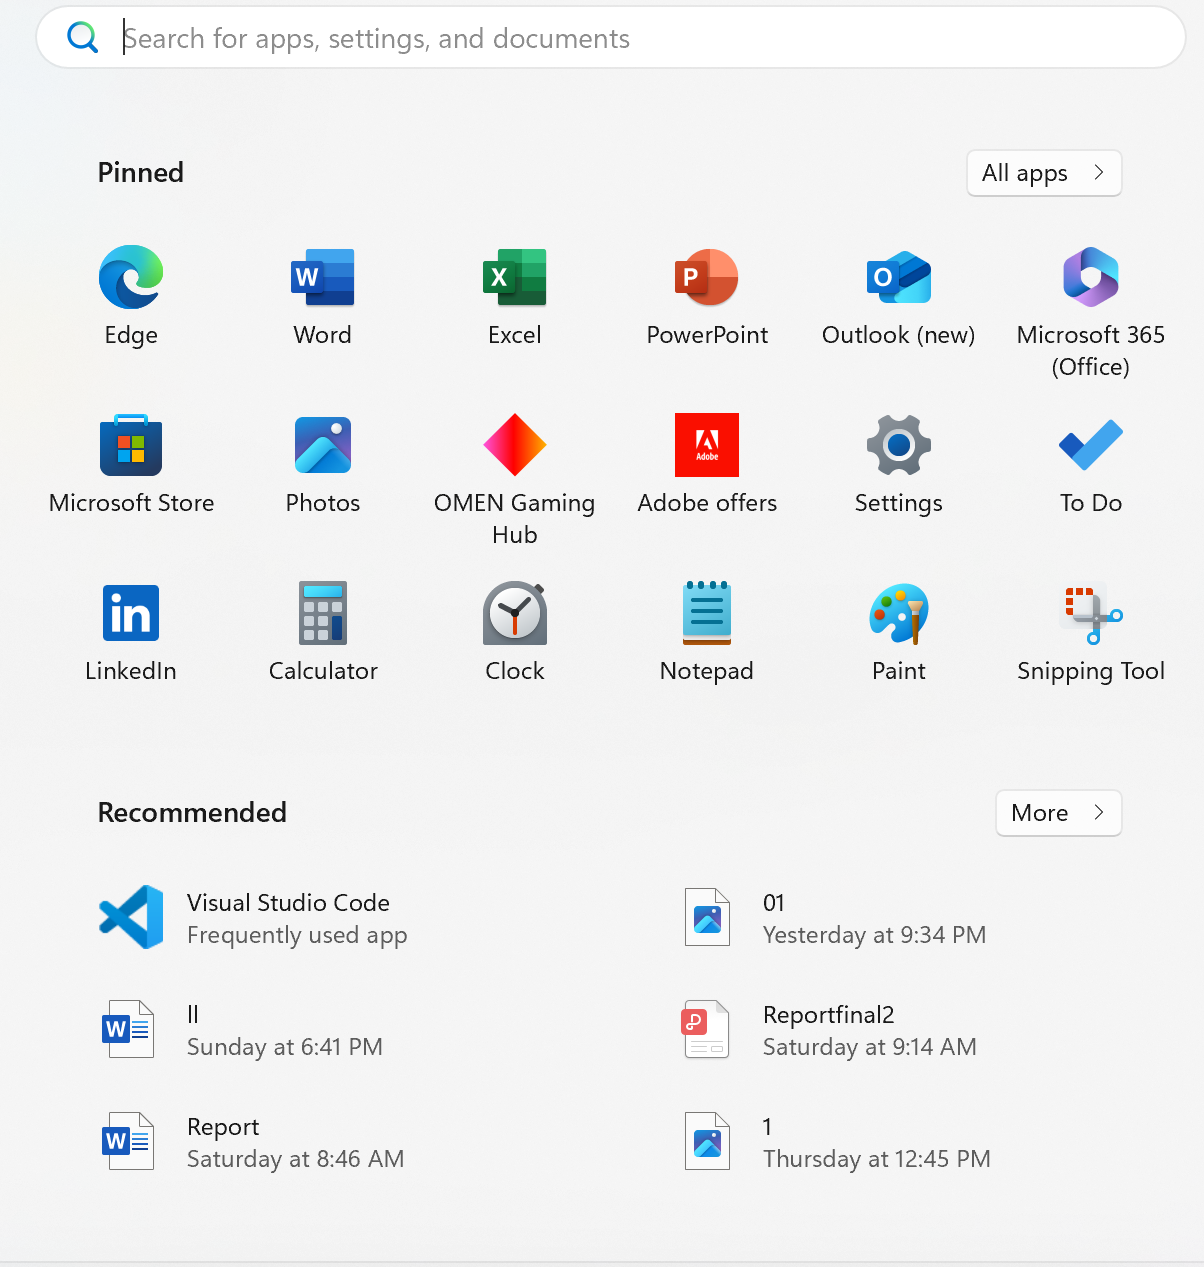 Search for apps, settings, and documents
Pinned
All apps
Edge
Word
Excel
PowerPoint
Outlook (new)
Microsoft 365
(Office)
Microsoft Store
Photos
OMEN Gaming
Hub
Adobe
Adobe offers
Settings
To Do
LinkedIn
Calculator
Clock
Notepad
Paint
Snipping Tool
Recommended
More
Visual Studio Code
Frequently used app
01
Yesterday at 9:34 PM
ll
Sunday at 6:41 PM
Reportfinal2
Saturday at 9:14 AM
Report
Saturday at 8:46 AM
1
Thursday at 12:45 PM